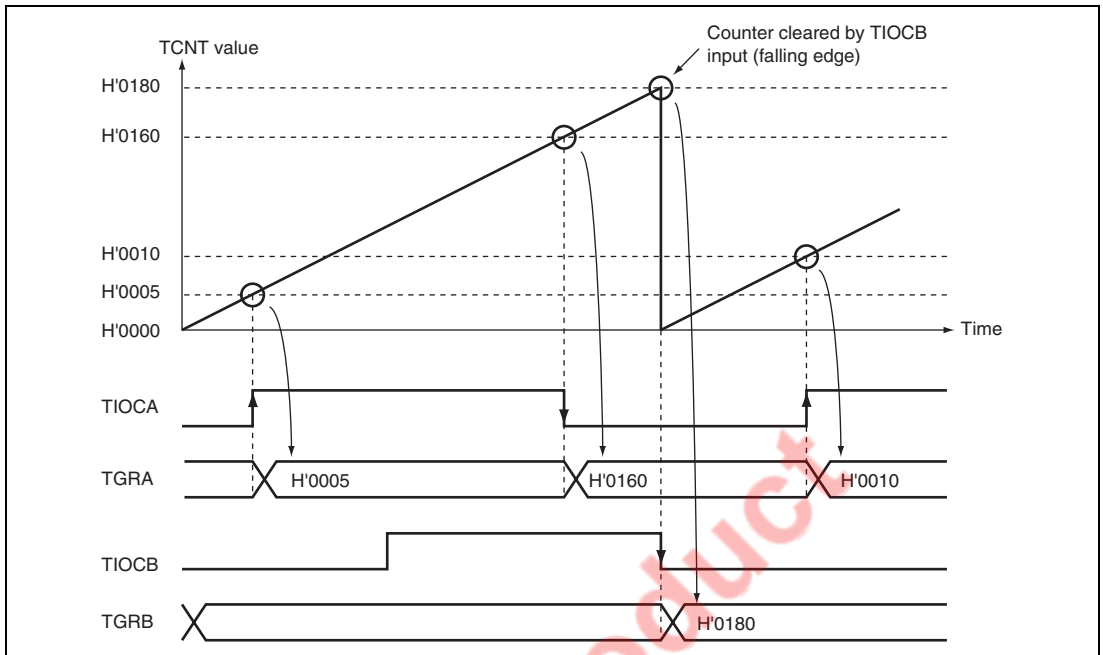 Counter cleared by TIOCB
input (falling edge)
TCNT value
H'0180
H'0160
H'0010
H'0005
H'0000
Time
TIOCA
TGRA
H'0005
H'0160
H'0010
TIOCB
TGRB
H'0180